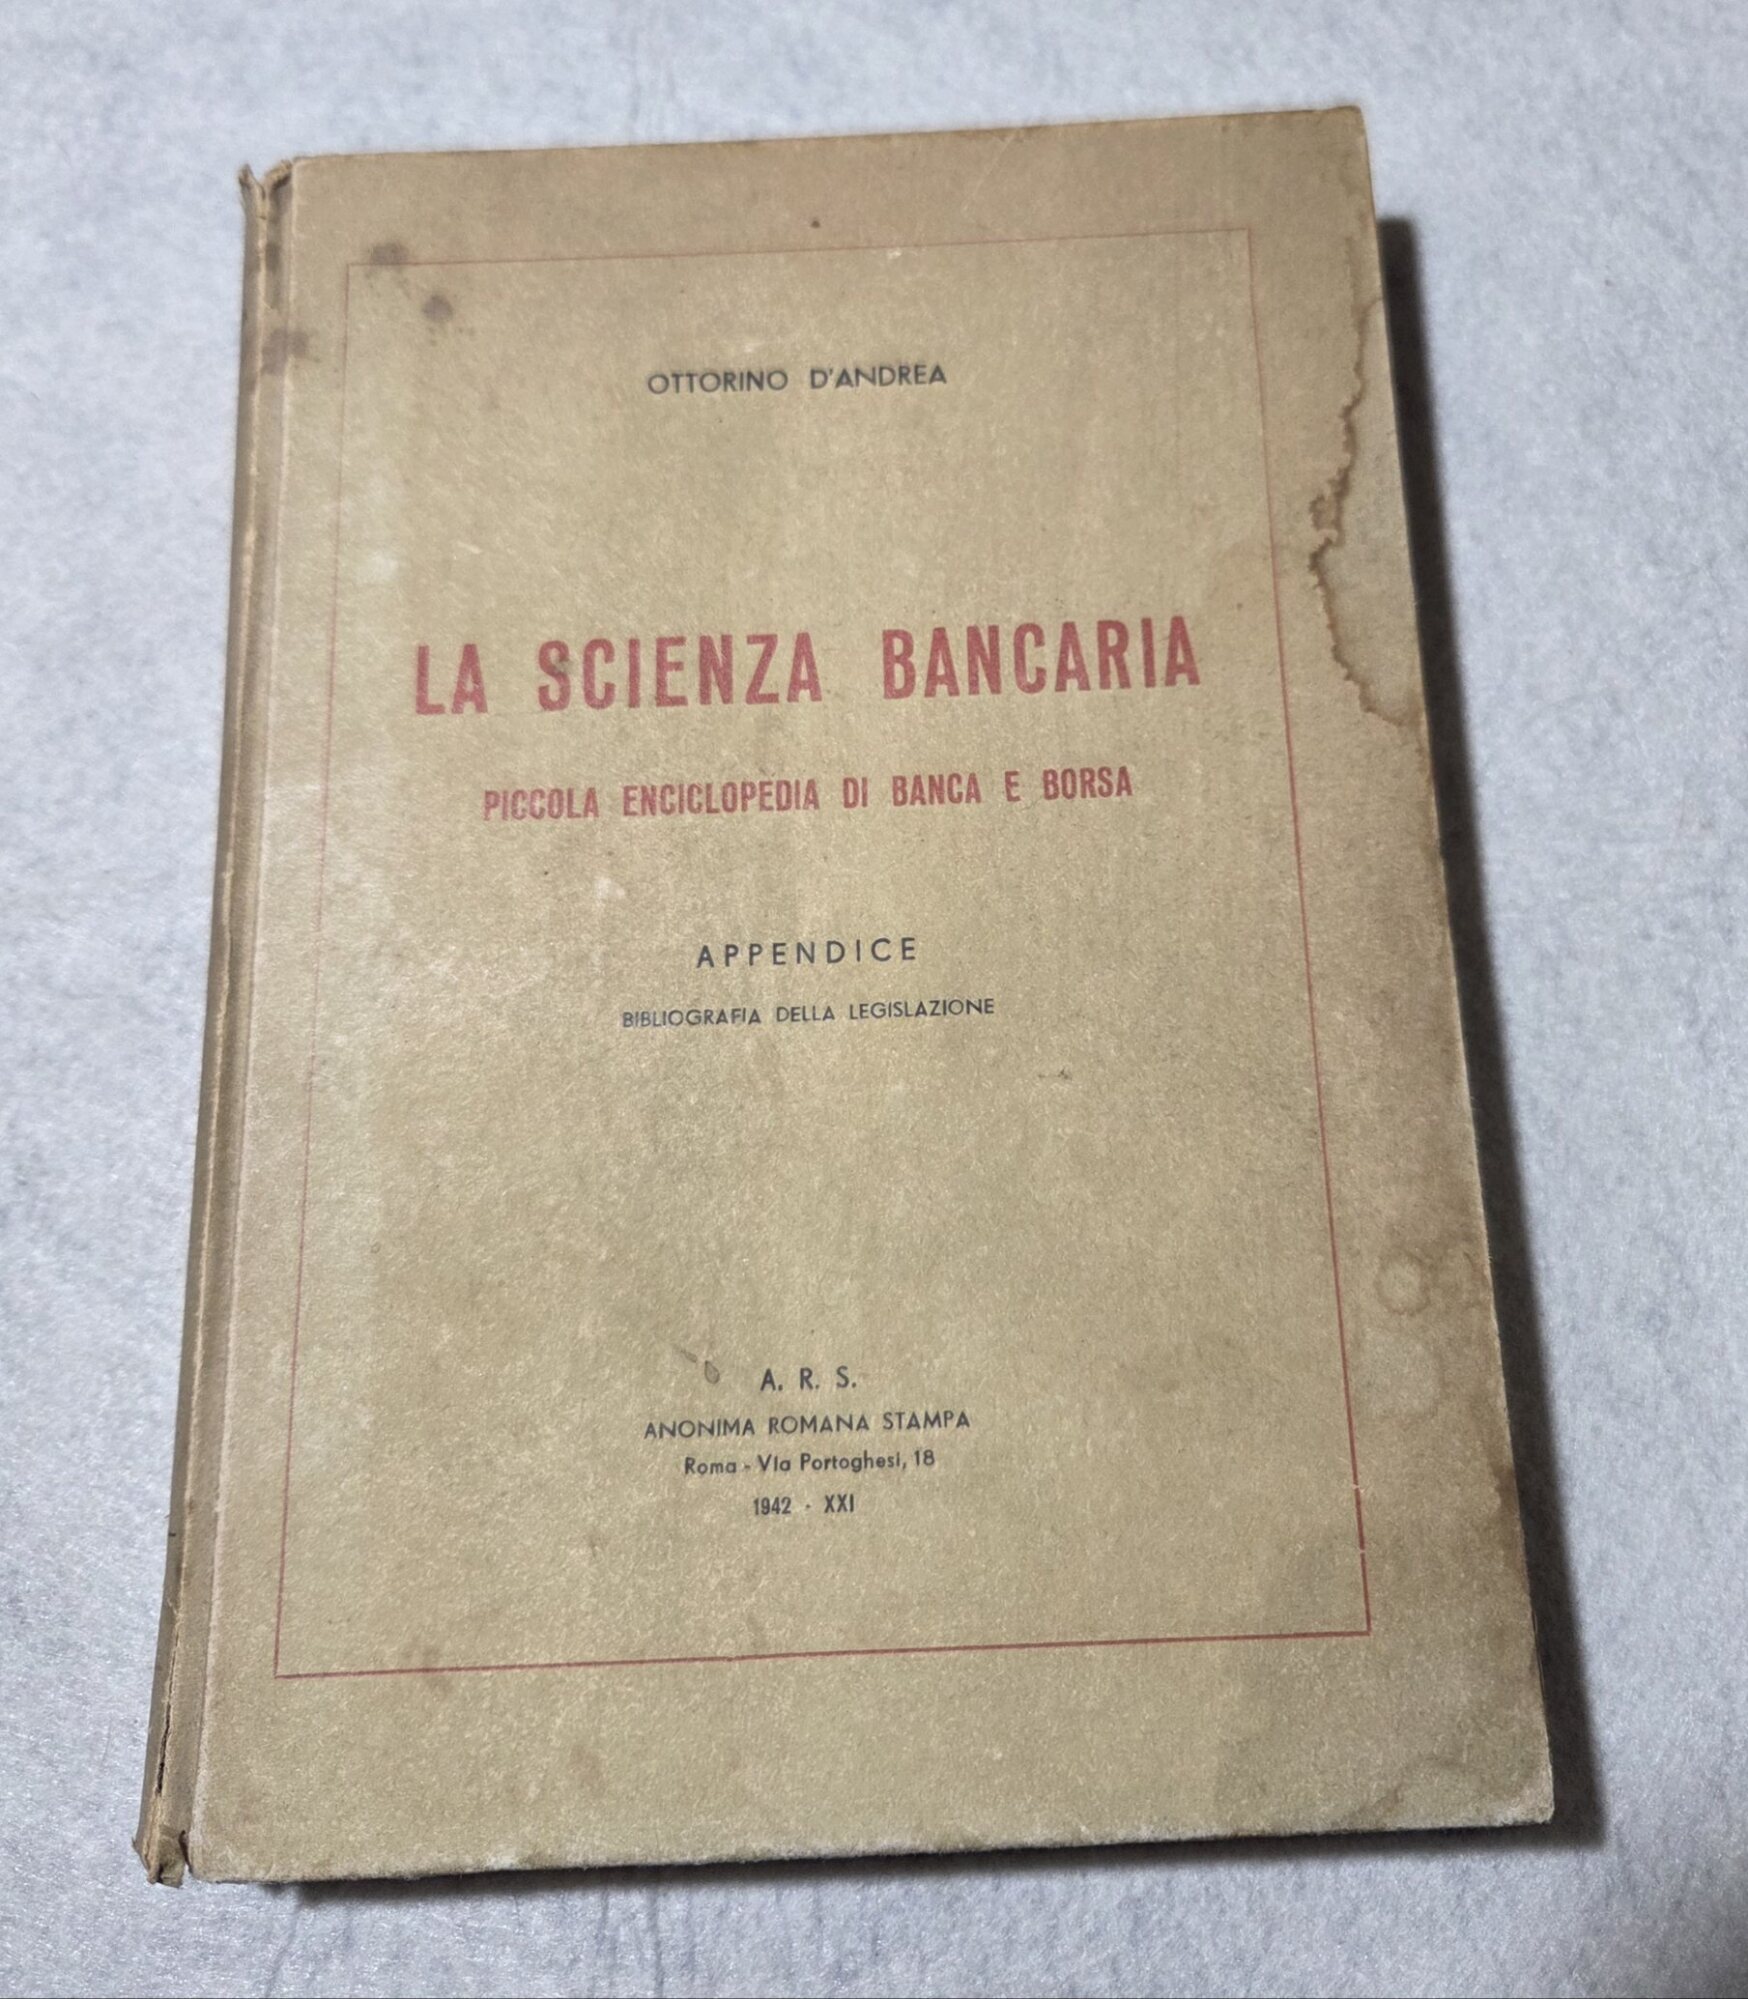 OTTORINO D'ANDREA
LA SCIENZA BANCARIA
PICCOLA ENCICLOPEDIA DI BANCA E BORSA
APPENDICE
BIBLIOGRAFIA DELLA LEGISLAZIONE
A. R. S.
ANONIMA ROMANA STAMPA
Roma - Via Portoghesi, 18
1942 - XXI